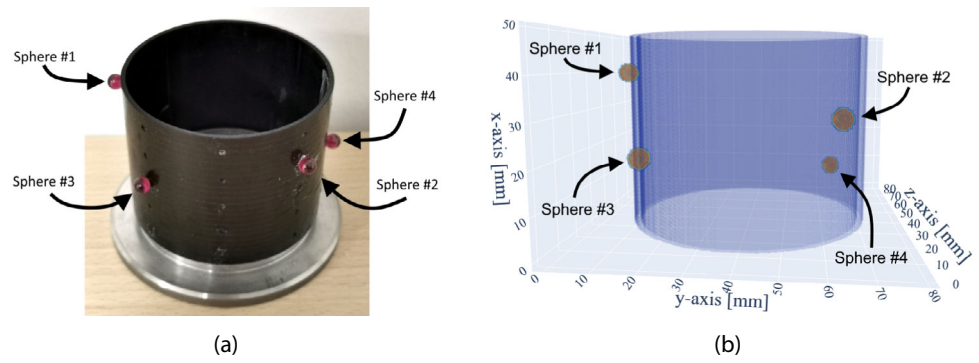 Sphere #1
Sphere #4
Sphere #3
Sphere #2
(a)
50
40
30
20
10
0
x-axis [mm]
Sphere #1
Sphere #2
Sphere #3
Sphere #4
0
10
20
30
40
50
60
70
80
y-axis [mm]
80
70
60
50
40
30
20
10
0
z-axis [mm]
(b)